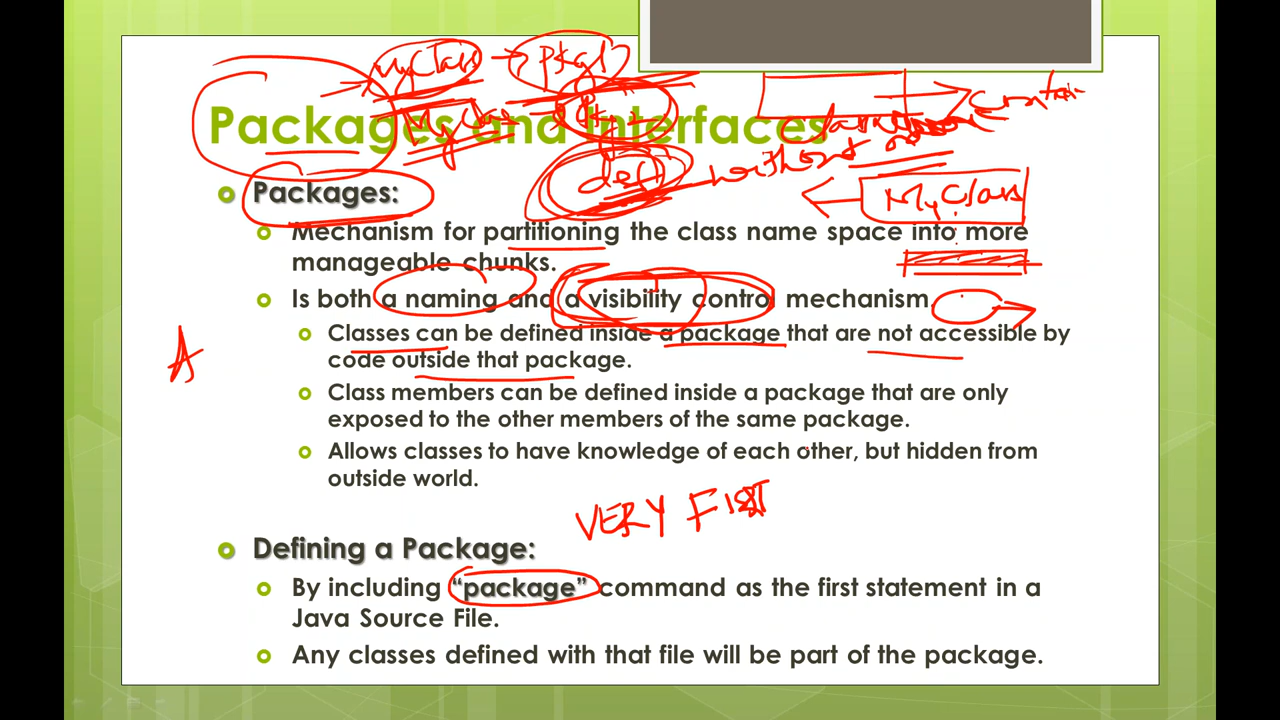 MyClass → Pkg1
MyClass Pkg2
Packages and Interfaces
def without
MyClass
Packages:
Mechanism for partitioning the class name space into more
manageable chunks.
Is both a naming and a visibility control mechanism.
Classes can be defined inside a package that are not accessible by
code outside that package.
A
Class members can be defined inside a package that are only
exposed to the other members of the same package.
Allows classes to have knowledge of each other, but hidden from
outside world.
VERY FIRST
Defining a Package:
By including “package” command as the first statement in a
Java Source File.
Any classes defined with that file will be part of the package.